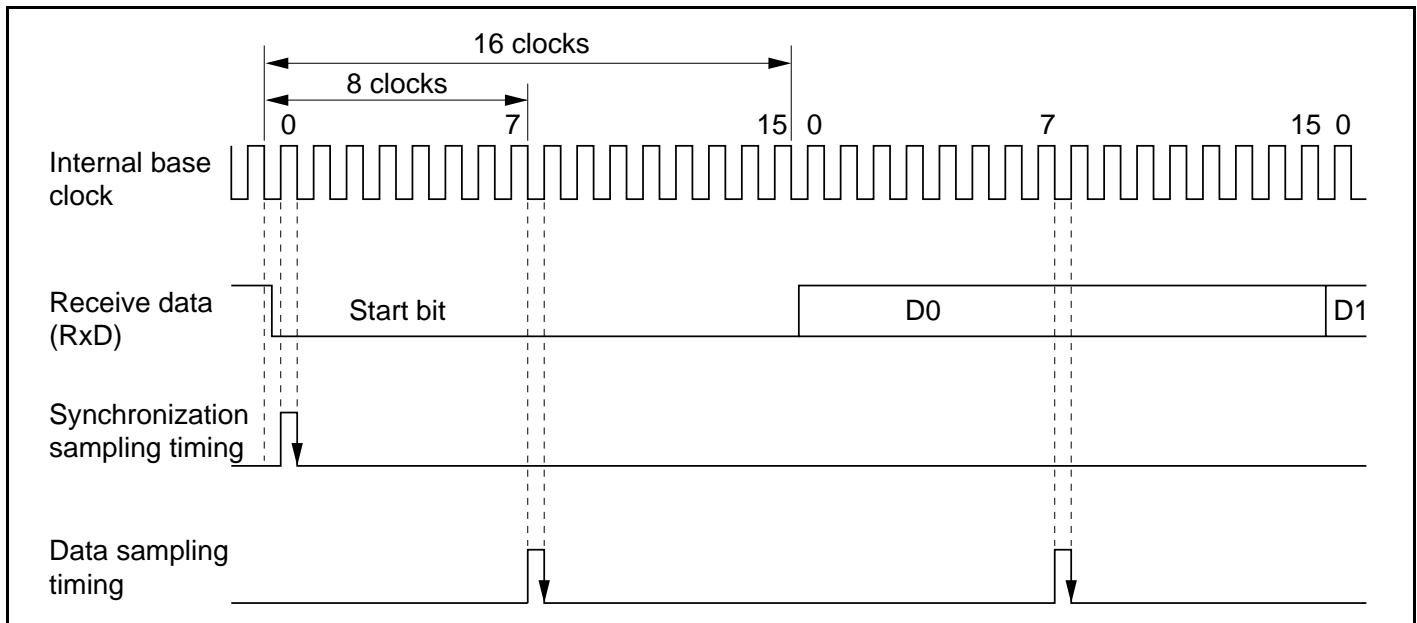 16 clocks
8 clocks
0 7 15 0 7 15 0
Internal base
clock
Receive data
(RxD)
Start bit D0 D1
Synchronization
sampling timing
Data sampling
timing